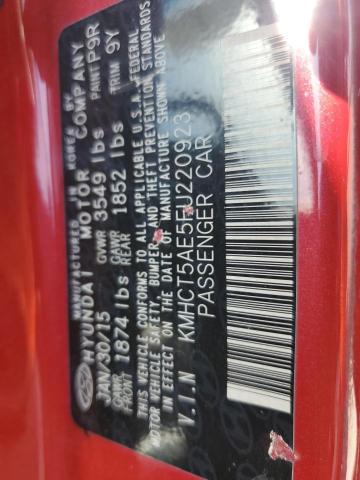 MFD. IN KOREA BY
HYUNDAI MOTOR COMPANY
JAN/30/15 GVWR 3549 lbs PAINT P9R
GAWR FRONT 1874 lbs GAWR REAR 1852 lbs TRIM 9Y
THIS VEHICLE CONFORMS TO ALL APPLICABLE U.S.A. FEDERAL
MOTOR VEHICLE SAFETY, BUMPER, AND THEFT PREVENTION STANDARDS
IN EFFECT ON THE DATE OF MANUFACTURE SHOWN ABOVE
V.I.N KMHCT5AE5FU220923
PASSENGER CAR